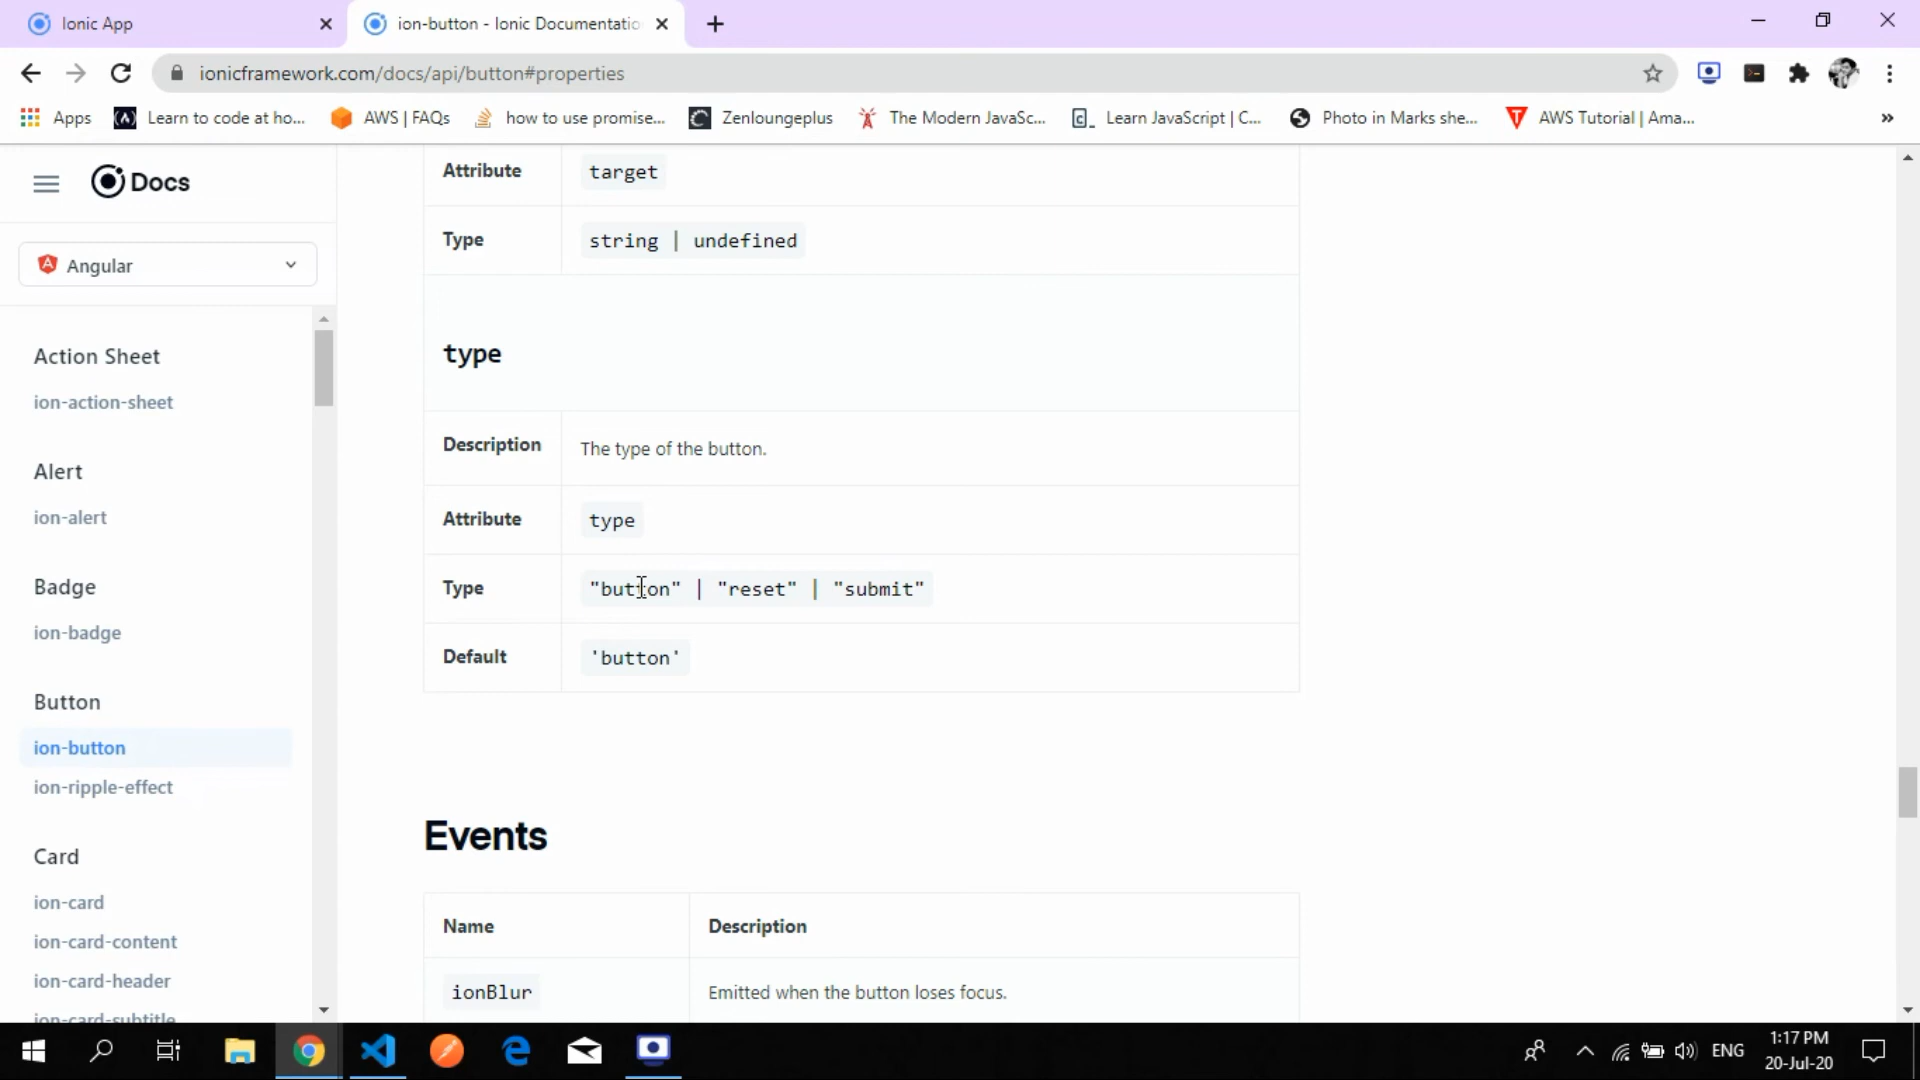 Ionic App
ion-button - Ionic Documentatio
ionicframework.com/docs/api/button#properties
Apps
Learn to code at ho...
AWS | FAQs
how to use promise...
Zenloungeplus
The Modern JavaSc...
Learn JavaScript | C...
Photo in Marks she...
AWS Tutorial | Ama...
»
Docs
Angular
Action Sheet
ion-action-sheet
Alert
ion-alert
Badge
ion-badge
Button
ion-button
ion-ripple-effect
Card
ion-card
ion-card-content
ion-card-header
ion-card-subtitle
Attribute target
Type string | undefined
type
Description The type of the button.
Attribute type
Type "button" | "reset" | "submit"
Default 'button'
Events
Name Description
ionBlur Emitted when the button loses focus.
ENG
1:17 PM
20-Jul-20